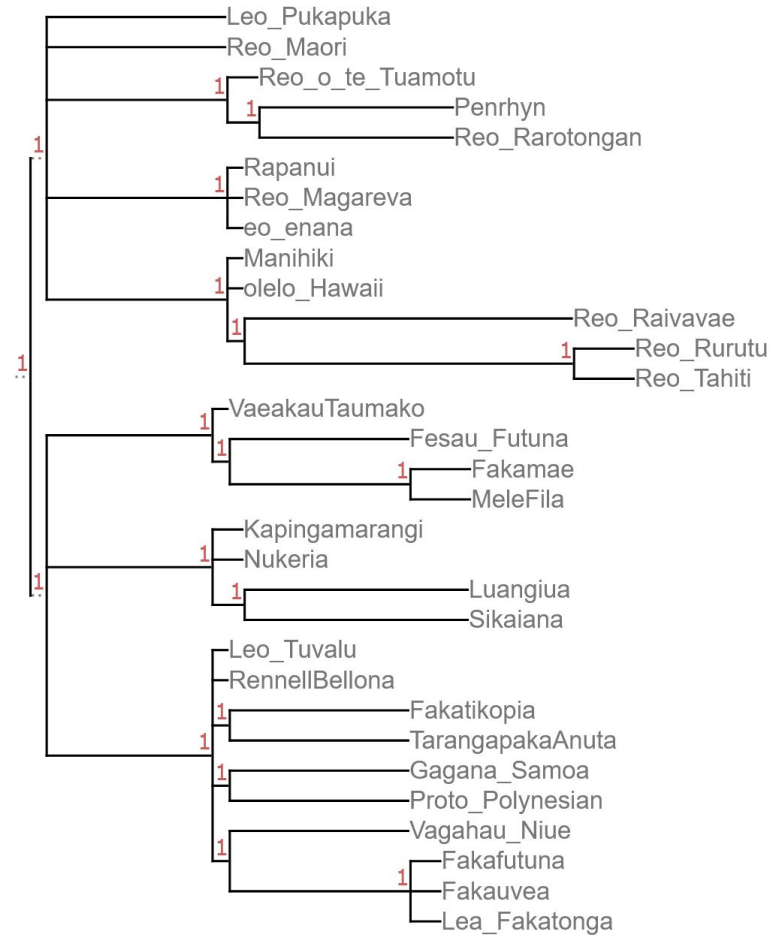 Leo_Pukapuka
Reo_Maori
1
Reo_o_te_Tuamotu
1
Penrhyn
Reo_Rarotongan
1
1
Rapanui
Reo_Magareva
eo_enana
1
Manihiki
olelo_Hawaii
1
Reo_Raivavae
1
Reo_Rurutu
Reo_Tahiti
1
1
VaeakauTaumako
1
Fesau_Futuna
1
Fakamae
MeleFila
1
Kapingamarangi
Nukeria
1
Luangiua
Sikaiana
1
Leo_Tuvalu
RennellBellona
1
Fakatikopia
1
TarangapakaAnuta
1
Gagana_Samoa
Proto_Polynesian
1
Vagahau_Niue
1
Fakafutuna
Fakauvea
Lea_Fakatonga